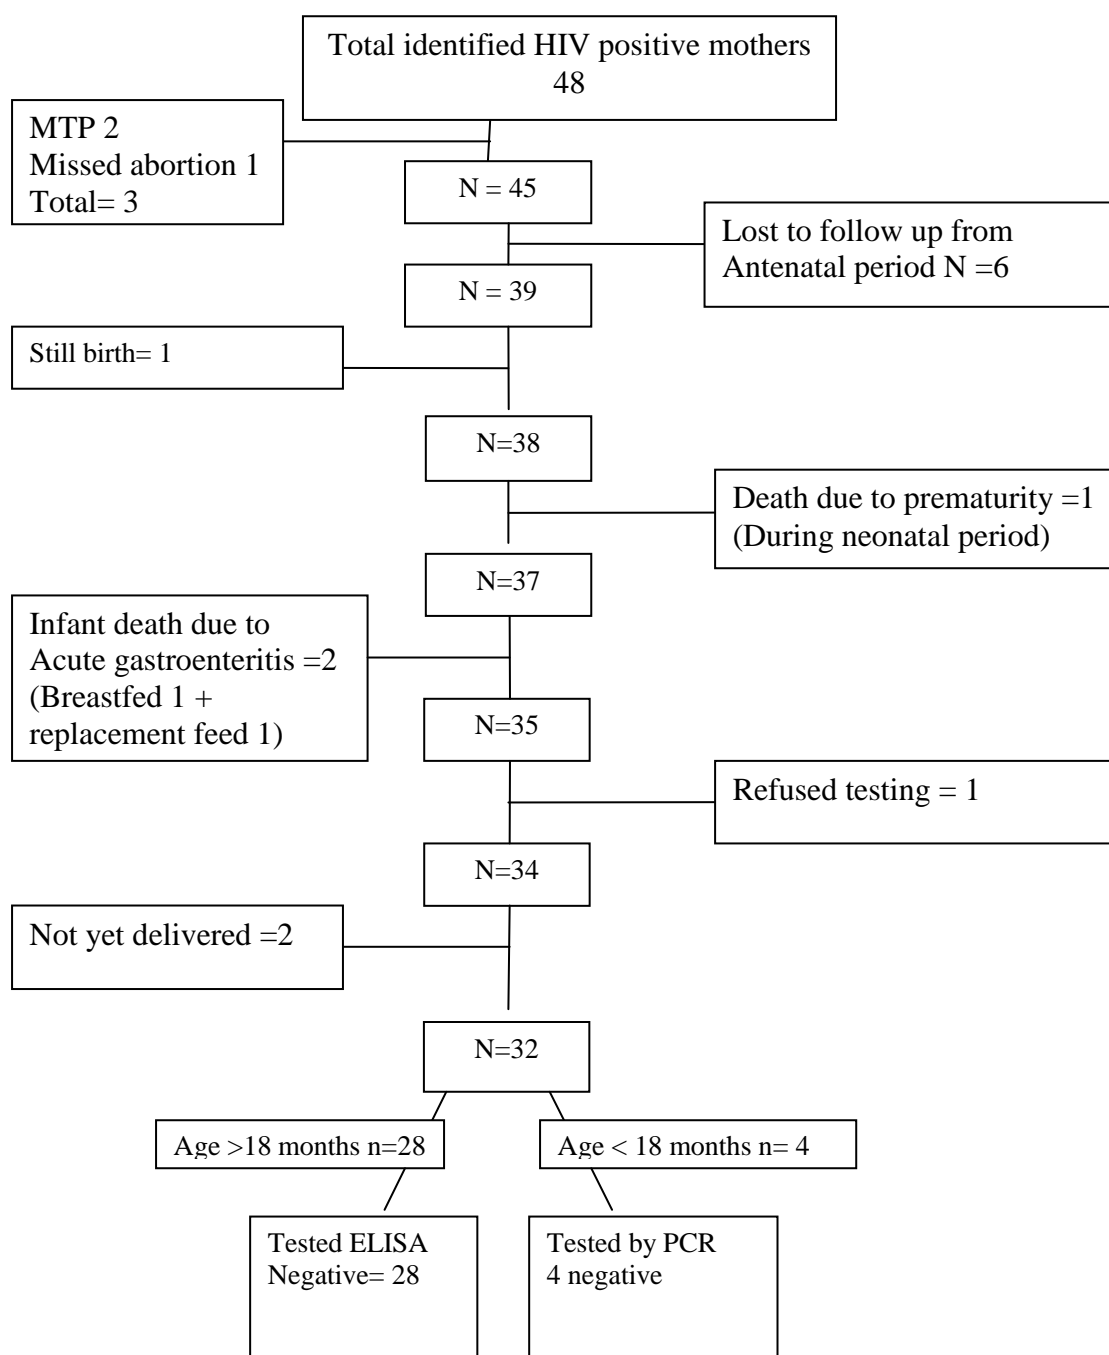 Total identified HIV positive mothers
48
MTP 2
Missed abortion 1
Total= 3
N = 45
Lost to follow up from
Antenatal period N =6
N = 39
Still birth= 1
N=38
Death due to prematurity =1
(During neonatal period)
N=37
Infant death due to
Acute gastroenteritis =2
(Breastfed 1 +
replacement feed 1)
N=35
Refused testing = 1
N=34
Not yet delivered =2
N=32
Age >18 months n=28
Age < 18 months n= 4
Tested ELISA
Negative= 28
Tested by PCR
4 negative